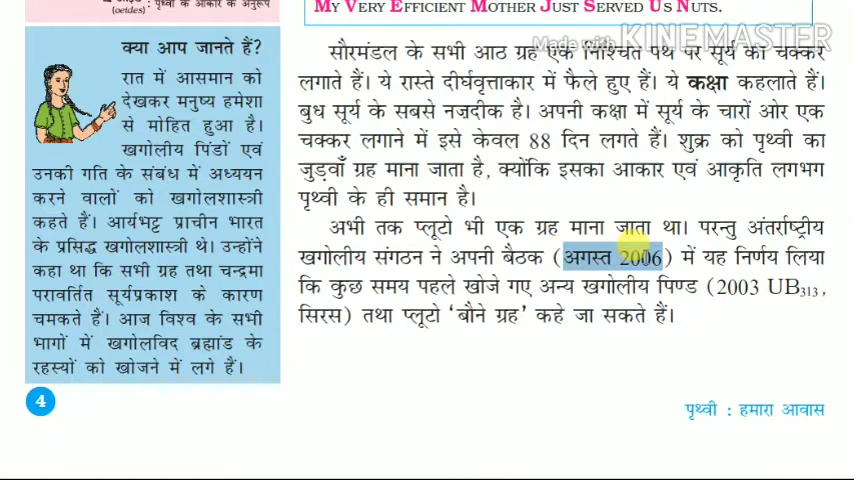 (oetdes) : पृथ्वी के आकार के अनुरूप
MY VERY EFFICIENT MOTHER JUST SERVED US NUTS.
Made with KINEMASTER
क्या आप जानते हैं?
रात में आसमान को
देखकर मनुष्य हमेशा
से मोहित हुआ है।
खगोलीय पिंडों एवं
उनकी गति के संबंध में अध्ययन
करने वालों को खगोलशास्त्री
कहते हैं। आर्यभट्ट प्राचीन भारत
के प्रसिद्ध खगोलशास्त्री थे। उन्होंने
कहा था कि सभी ग्रह तथा चन्द्रमा
परावर्तित सूर्यप्रकाश के कारण
चमकते हैं। आज विश्व के सभी
भागों में खगोलविद ब्रह्मांड के
रहस्यों को खोजने में लगे हैं।
सौरमंडल के सभी आठ ग्रह एक निश्चित पथ पर सूर्य का चक्कर
लगाते हैं। ये रास्ते दीर्घवृत्ताकार में फैले हुए हैं। ये कक्षा कहलाते हैं।
बुध सूर्य के सबसे नज़दीक है। अपनी कक्षा में सूर्य के चारों ओर एक
चक्कर लगाने में इसे केवल 88 दिन लगते हैं। शुक्र को पृथ्वी का
जुड़वाँ ग्रह माना जाता है, क्योंकि इसका आकार एवं आकृति लगभग
पृथ्वी के ही समान है।
अभी तक प्लूटो भी एक ग्रह माना जाता था। परन्तु अंतर्राष्ट्रीय
खगोलीय संगठन ने अपनी बैठक (अगस्त 2006) में यह निर्णय लिया
कि कुछ समय पहले खोजे गए अन्य खगोलीय पिण्ड (2003 UB₃₁₃,
सिरस) तथा प्लूटो ‘बौने ग्रह’ कहे जा सकते हैं।
4
पृथ्वी : हमारा आवास